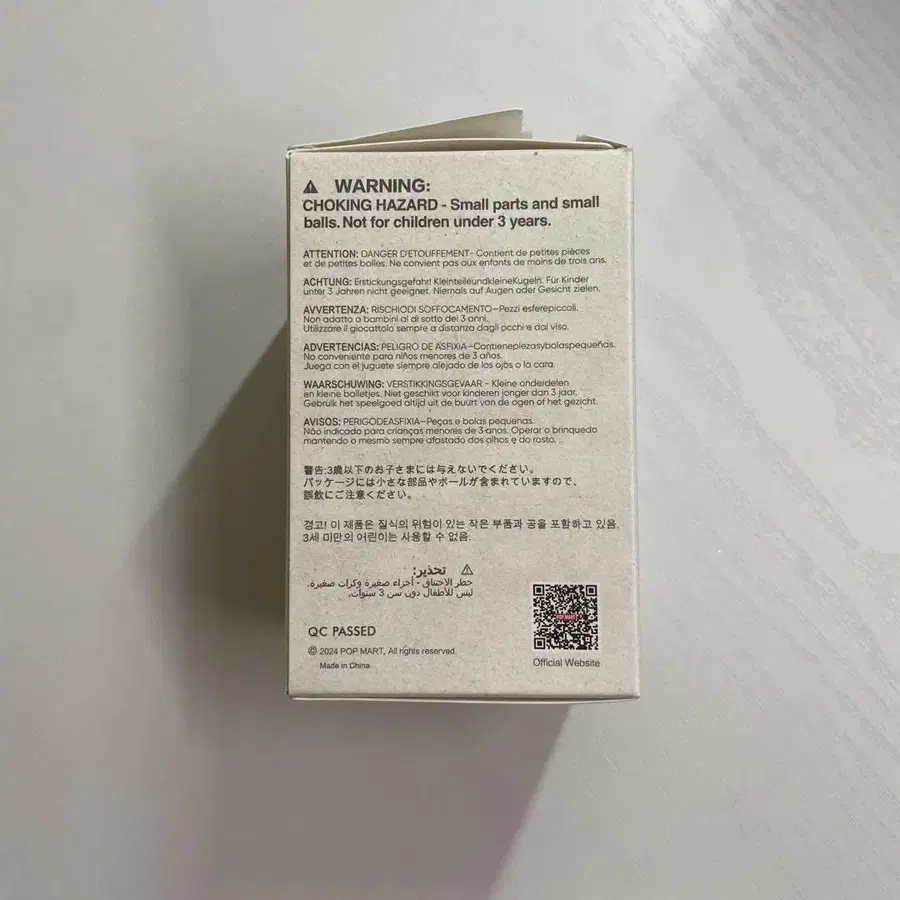 ⚠ WARNING:
CHOKING HAZARD - Small parts and small
balls. Not for children under 3 years.
ATTENTION: DANGER D'ETOUFFEMENT- Contient de petites pièces
et de petites balles. Ne convient pas aux enfants de moins de trois ans.
ACHTUNG: Erstickungsgefahr! KleinteileundkleineKugeln. Für Kinder
unter 3 Jahren nicht geeignet. Niemals auf Augen oder Gesicht zielen.
AVVERTENZA: RISCHIODI SOFFOCAMENTO—Pezzi esferepiccoli.
Non adatto a bambini al di sotto dei 3 anni.
Utilizzare il giocattolo sempre a distanza dagli occhi e dal viso.
ADVERTENCIAS: PELIGRO DE ASFIXIA—Contienepiezasybalaspequeñas.
No conveniente para niños menores de 3 años.
Juega con el juguete siempre alejado de los ojos o la cara.
WAARSCHUWING: VERSTIKKINGSGEVAAR - Kleine onderdelen
en kleine balletjes. Niet geschikt voor kinderen jonger dan 3 jaar.
Gebruik het speelgoed altijd uit de buurt van de ogen of het gezicht.
AVISOS: PERIGODEASFIXIA—Peças e bolas pequenas.
Não indicado para crianças menores de 3 anos. Operar o brinquedo
mantendo o mesmo sempre afastado dos olhos e do rosto.
警告:3歳以下のお子さまには与えないでください。
パッケージには小さな部品やボールが含まれていますので、
誤飲にご注意ください。
경고! 이 제품은 질식의 위험이 있는 작은 부품과 공을 포함하고 있음.
3세 미만의 어린이는 사용할 수 없음.
⚠ تحذير:
خطر الاختناق - أجزاء صغيرة وكرات صغيرة.
ليس للأطفال دون سن 3 سنوات.
QC PASSED
© 2024 POP MART, All rights reserved.
Made in China
POP MART
Official Website